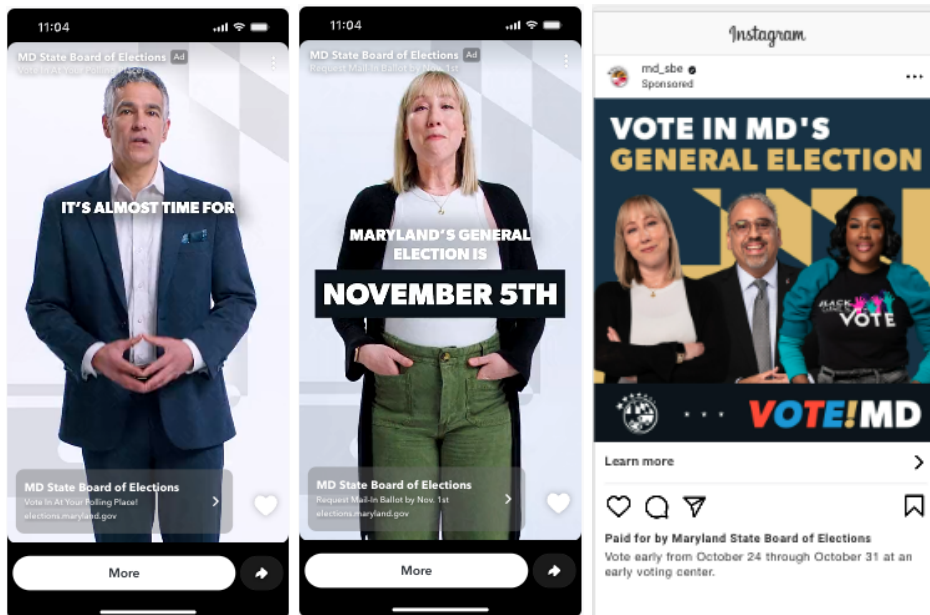 11:04
MD State Board of Elections Ad
Vote In At Your Polling Place!
IT'S ALMOST TIME FOR
MD State Board of Elections
Vote In At Your Polling Place!
elections.maryland.gov
More
11:04
MD State Board of Elections Ad
Request Mail-In Ballot by Nov. 1st
MARYLAND'S GENERAL
ELECTION IS
NOVEMBER 5TH
MD State Board of Elections
Request Mail-In Ballot by Nov. 1st
elections.maryland.gov
More
Instagram
md_sbe
Sponsored
VOTE IN MD'S
GENERAL ELECTION
BLACK
VOTE
VOTE!MD
Learn more
Paid for by Maryland State Board of Elections
Vote early from October 24 through October 31 at an
early voting center.